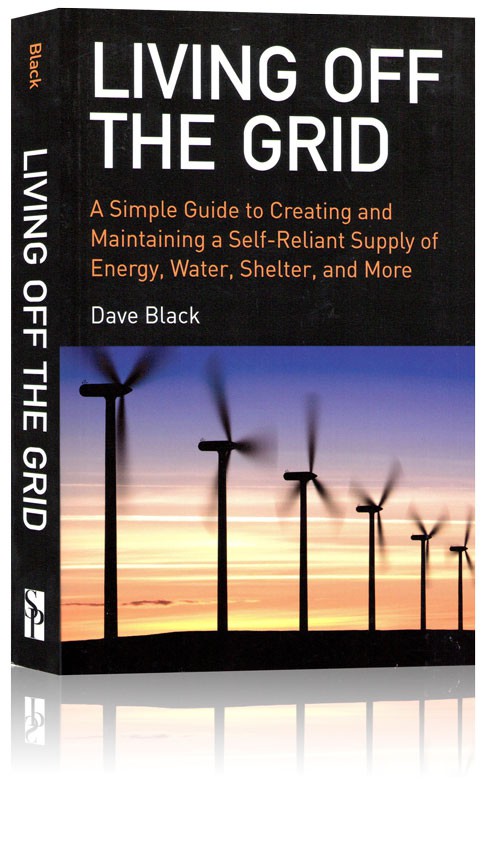 Black
LIVING OFF THE GRID
SP
LIVING OFF
THE GRID
A Simple Guide to Creating and
Maintaining a Self-Reliant Supply of
Energy, Water, Shelter, and More
Dave Black